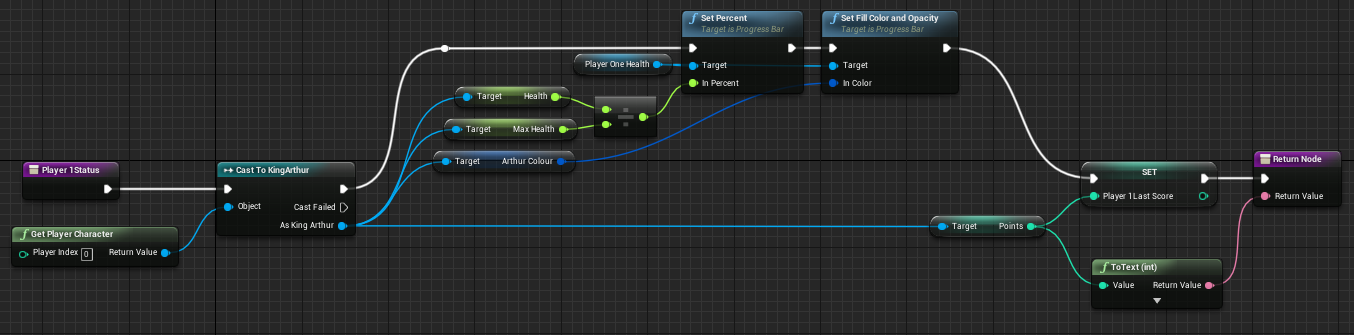 Set Percent
Target is Progress Bar
Target
In Percent
Set Fill Color and Opacity
Target is Progress Bar
Target
In Color
Player One Health
Target Health
Target Max Health
Target Arthur Colour
Player 1Status
Cast To KingArthur
Object
Cast Failed
As King Arthur
Get Player Character
Player Index 0 Return Value
Target Points
SET
Player 1Last Score
Return Node
Return Value
ToText (int)
Value Return Value